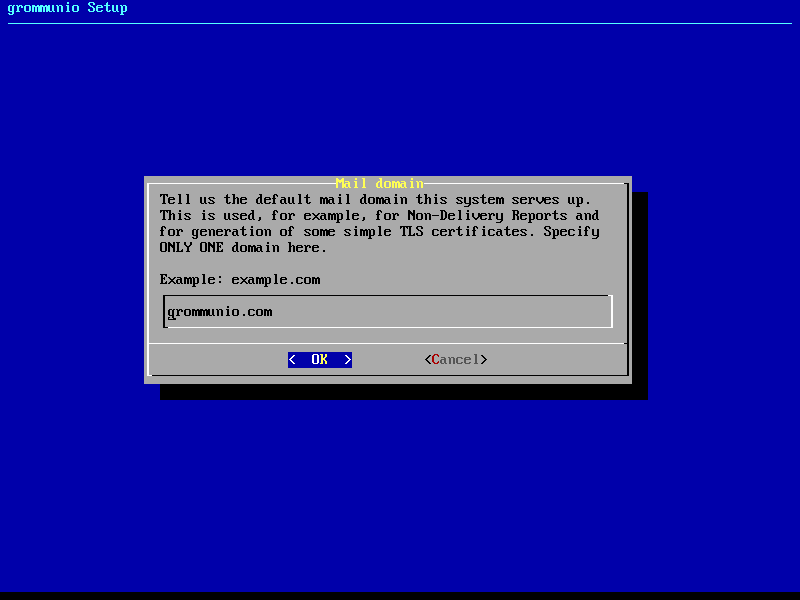 grommunio Setup
Mail domain
Tell us the default mail domain this system serves up.
This is used, for example, for Non-Delivery Reports and
for generation of some simple TLS certificates. Specify
ONLY ONE domain here.
Example: example.com
grommunio.com
<  OK  > <Cancel>